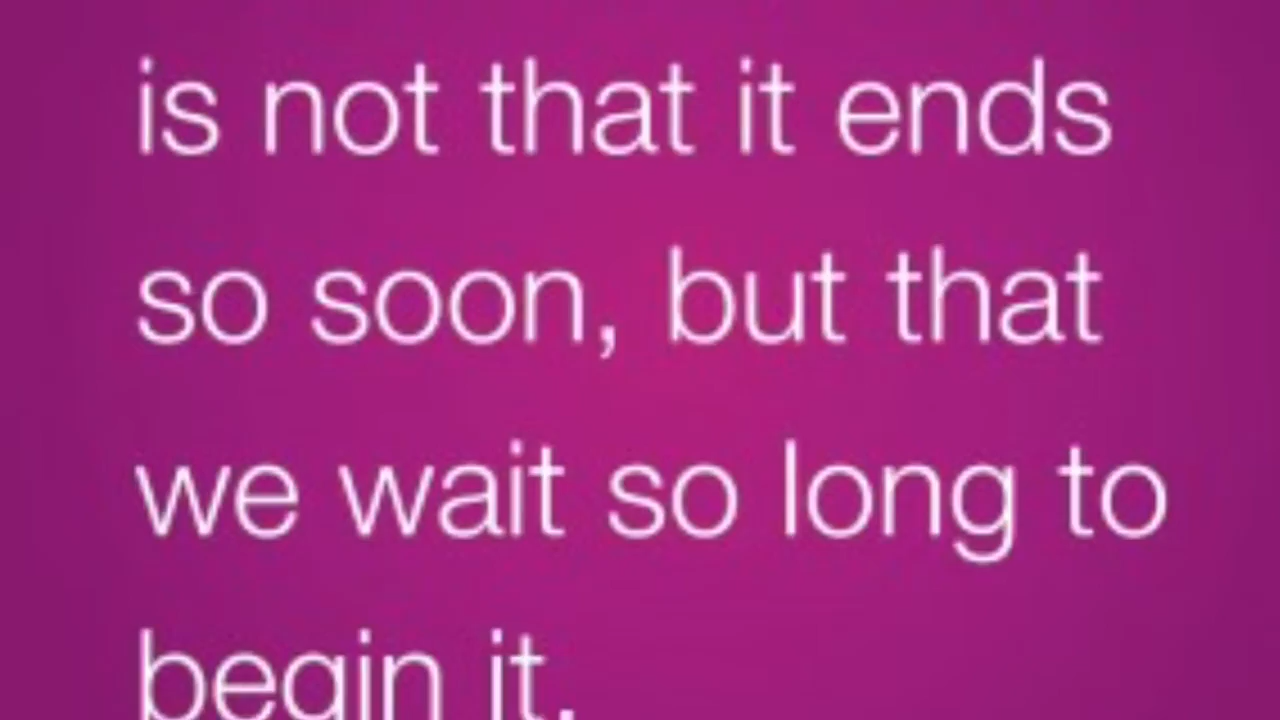 is not that it ends
so soon, but that
we wait so long to
begin it.